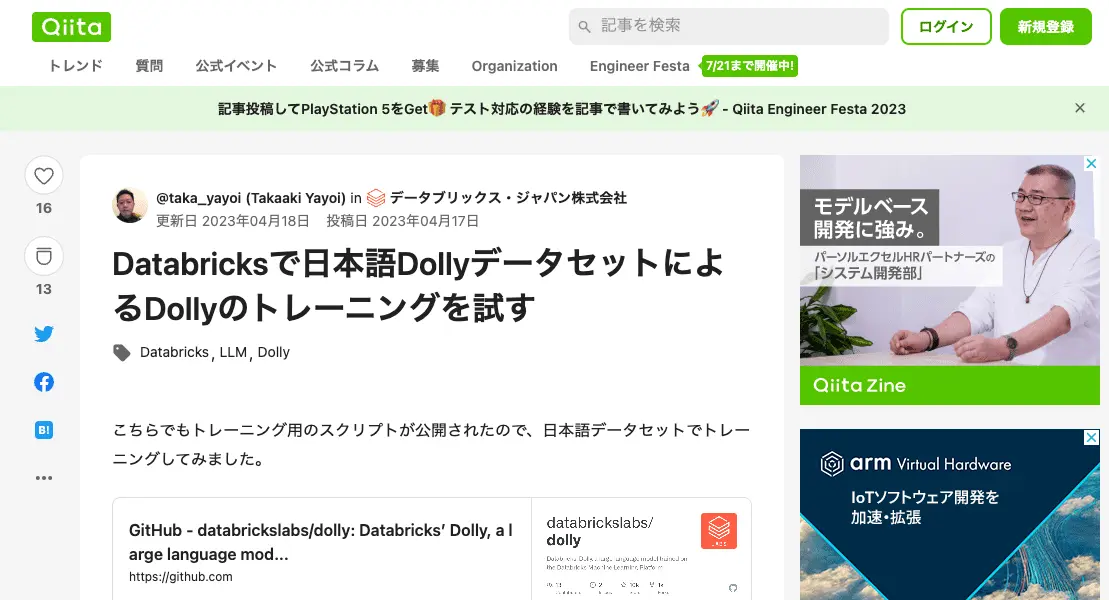 Qiita
記事を検索
ログイン
新規登録
トレンド 質問 公式イベント 公式コラム 募集 Organization Engineer Festa 7/21まで開催中!
記事投稿してPlayStation 5をGet🎁 テスト対応の経験を記事で書いてみよう🚀 - Qiita Engineer Festa 2023
16
13
B!
@taka_yayoi (Takaaki Yayoi) in データブリックス・ジャパン株式会社
更新日 2023年04月18日 投稿日 2023年04月17日
Databricksで日本語Dollyデータセットによ
るDollyのトレーニングを試す
Databricks, LLM, Dolly
こちらでもトレーニング用のスクリプトが公開されたので、日本語データセットでトレー
ニングしてみました。
GitHub - databrickslabs/dolly: Databricks’ Dolly, a l
arge language mod...
https://github.com
databrickslabs/
dolly
Databricks' Dolly, a large language model trained on
the Databricks Machine Learning Platform
LABS
モデルベース
開発に強み。
パーソルエクセルHRパートナーズの
「システム開発部」
Qiita Zine
arm Virtual Hardware
IoTソフトウェア開発を
加速・拡張